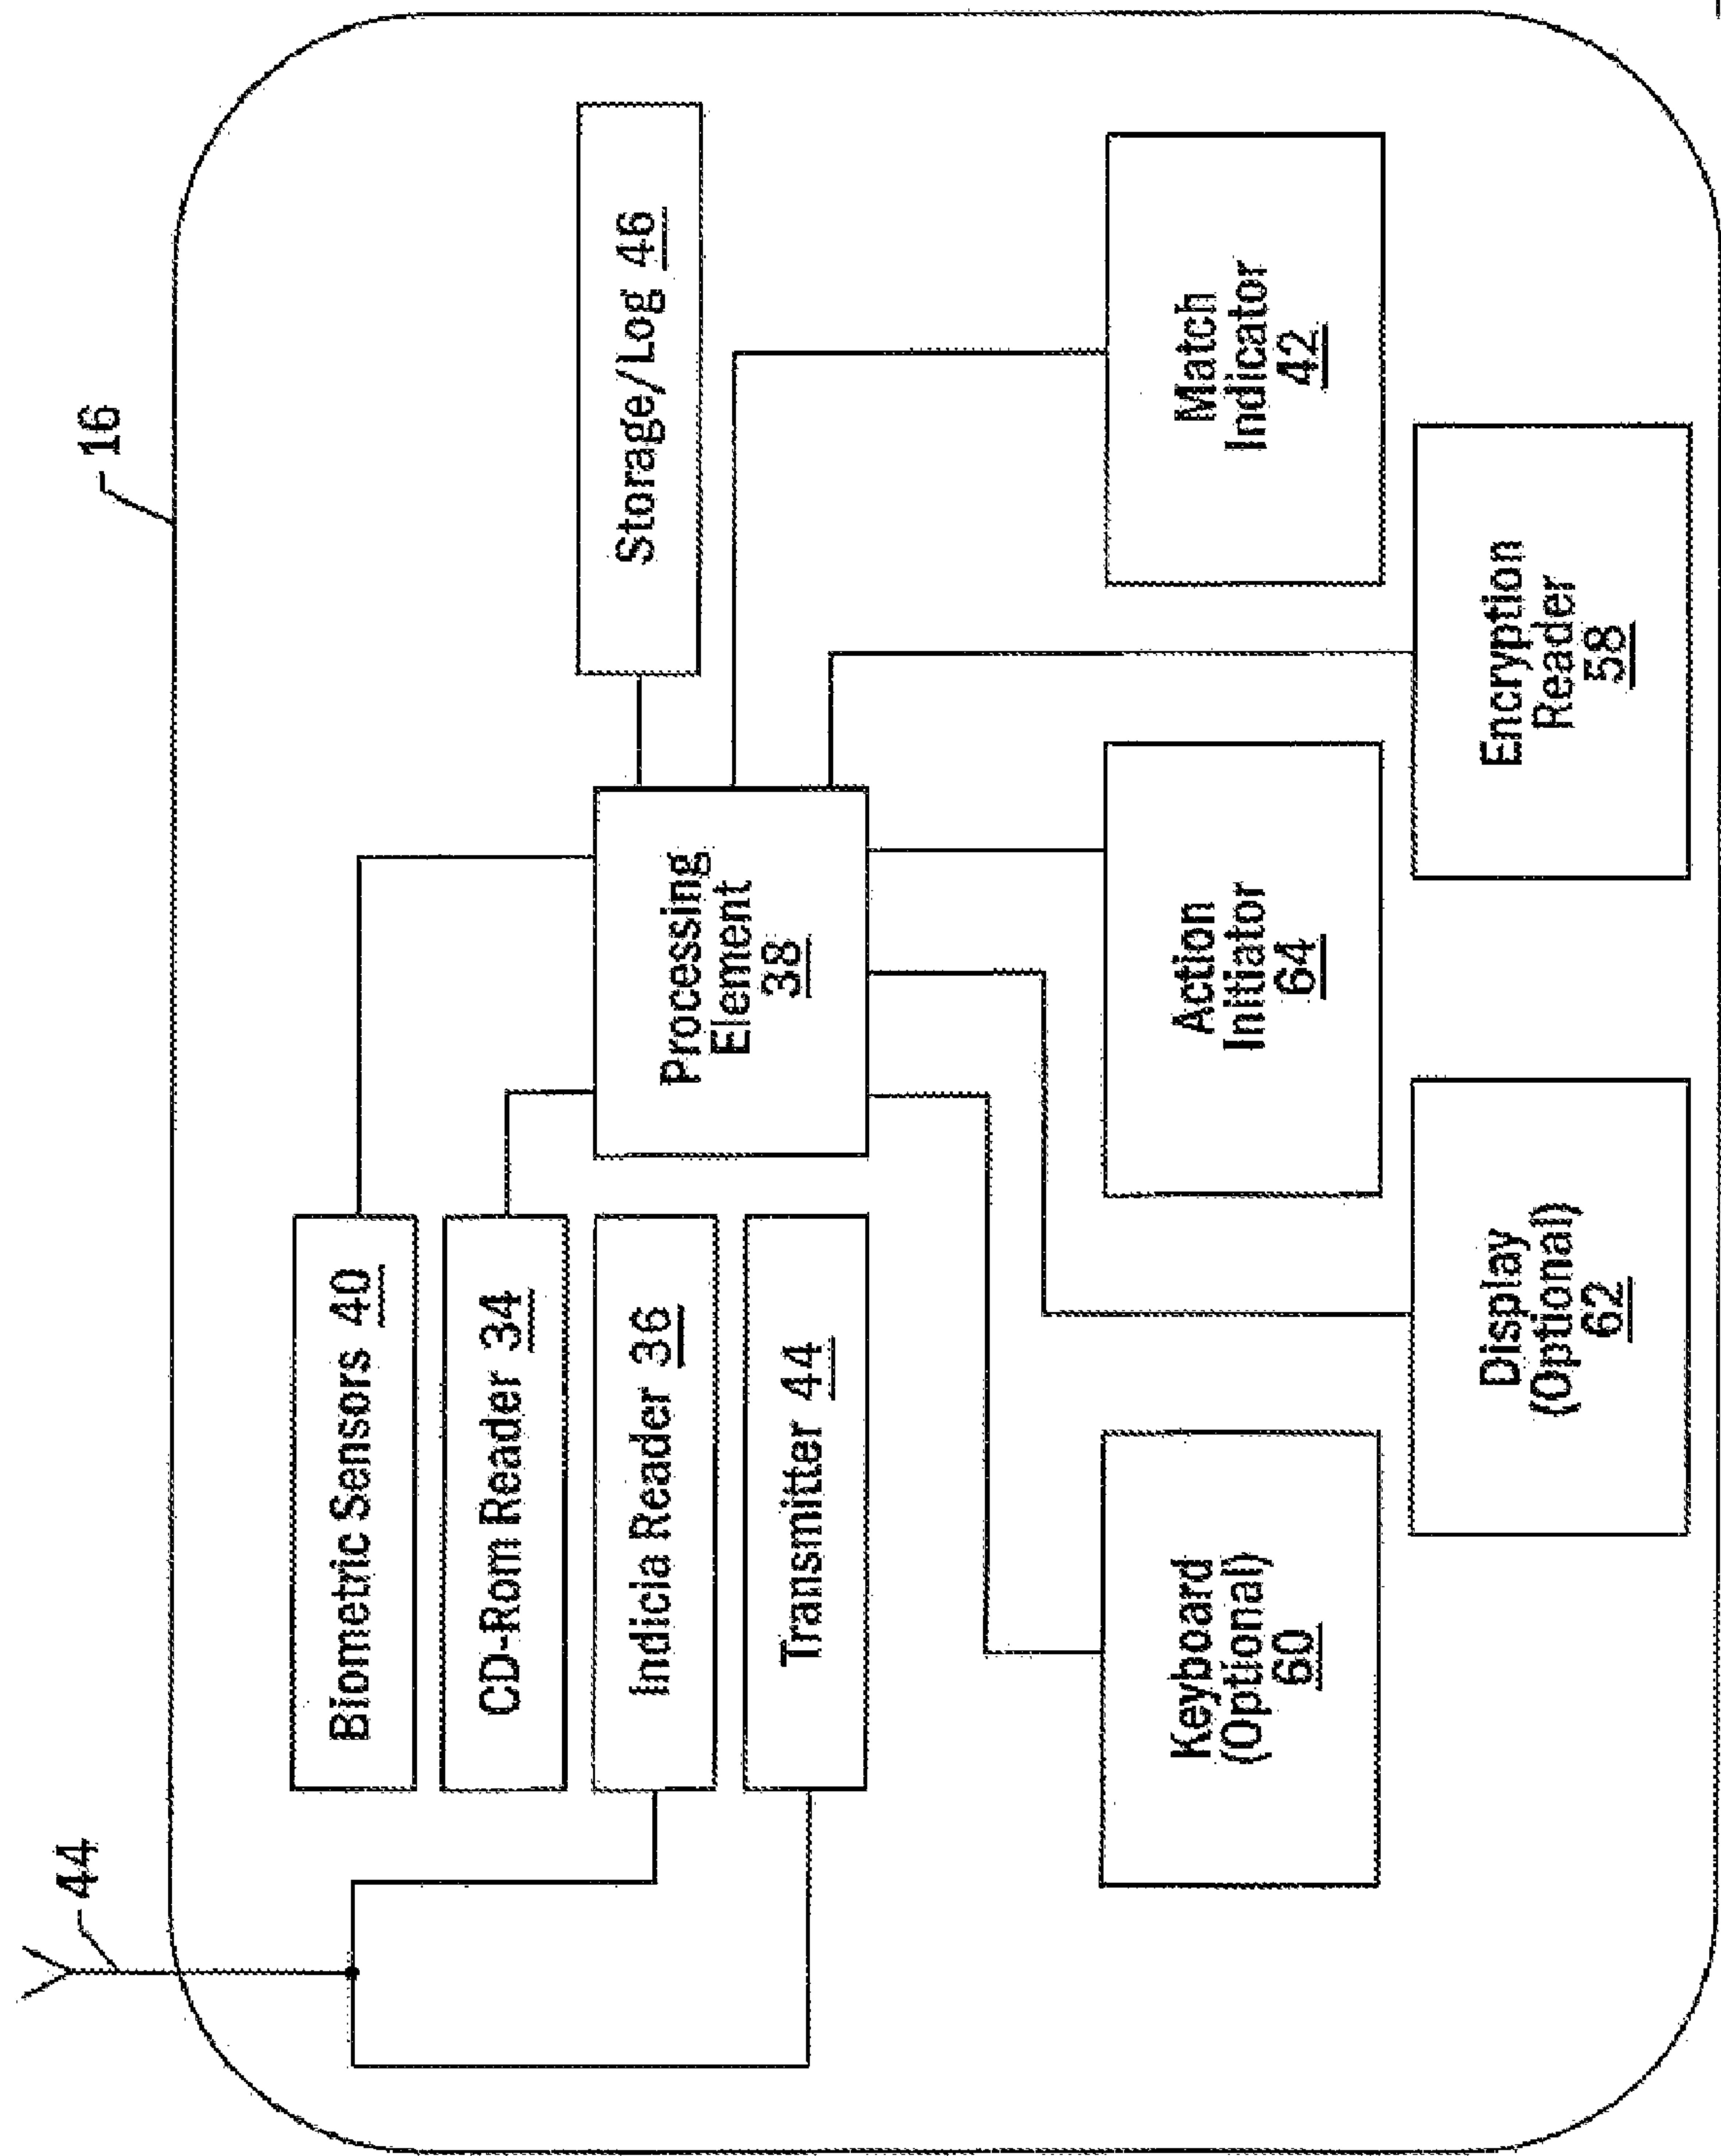 44
16
Biometric Sensors 40
CD-Rom Reader 34
Indicia Reader 36
Transmitter 44
Processing
Element
38
Storage/Log 46
Keyboard
(Optional)
60
Display
(Optional)
62
Action
Initiator
64
Encryption
Reader
58
Match
Indicator
42